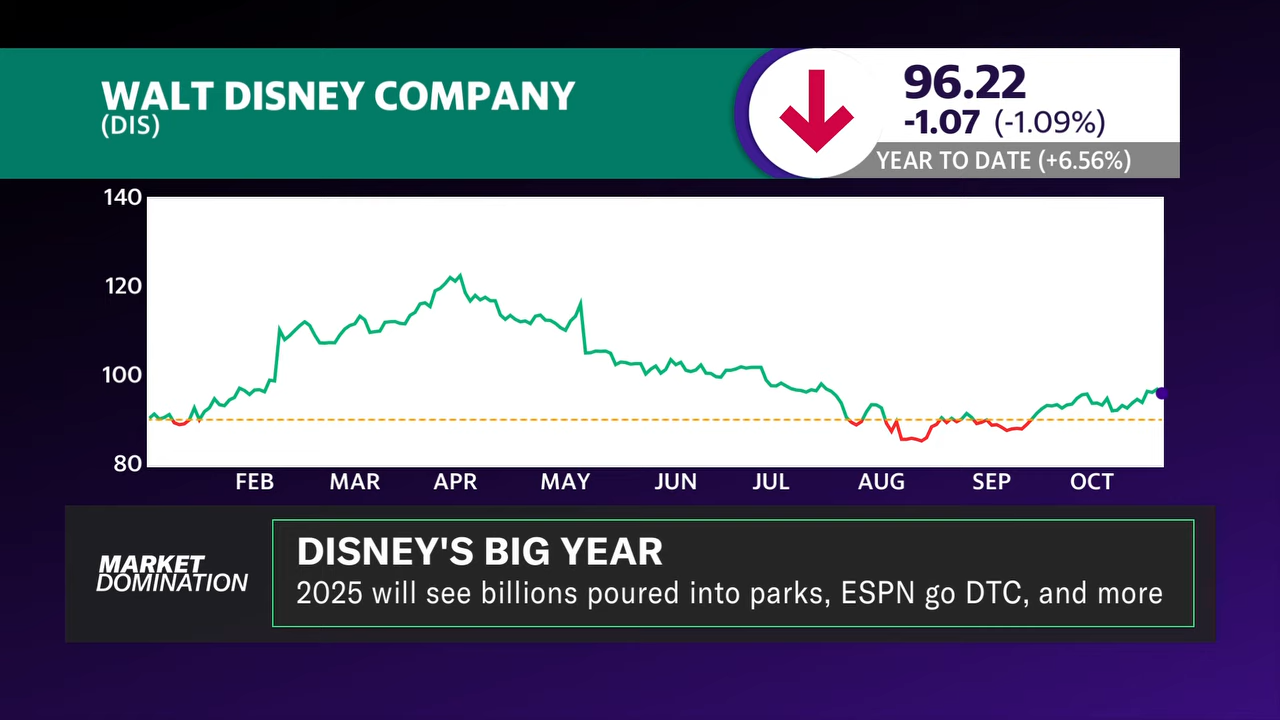 WALT DISNEY COMPANY
(DIS)
96.22
-1.07 (-1.09%)
YEAR TO DATE (+6.56%)
140
120
100
80
FEB MAR APR MAY JUN JUL AUG SEP OCT
MARKET
DOMINATION
DISNEY'S BIG YEAR
2025 will see billions poured into parks, ESPN go DTC, and more